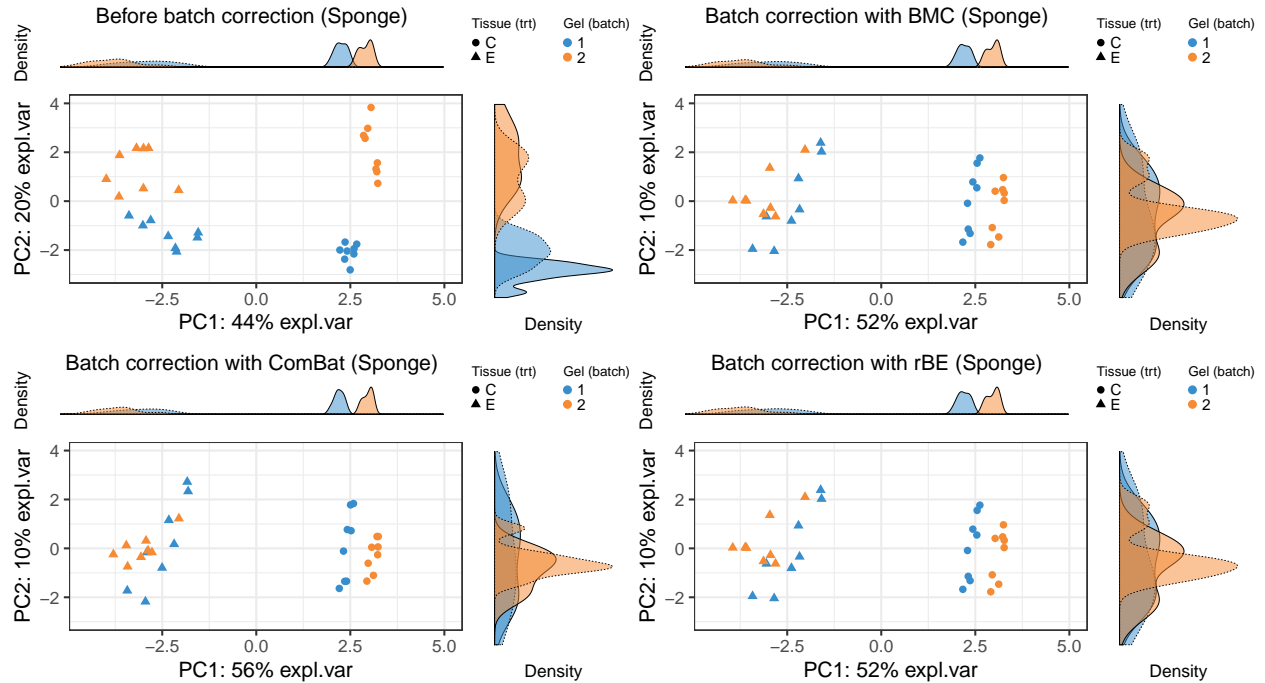 Before batch correction (Sponge)
Density
Tissue (trt)
C
E
Gel (batch)
1
2
PC2: 20% expl.var
4
2
0
−2
−2.5
0.0
2.5
5.0
PC1: 44% expl.var
Density
Batch correction with BMC (Sponge)
Density
Tissue (trt)
C
E
Gel (batch)
1
2
PC2: 10% expl.var
4
2
0
−2
−2.5
0.0
2.5
5.0
PC1: 52% expl.var
Density
Batch correction with ComBat (Sponge)
Density
Tissue (trt)
C
E
Gel (batch)
1
2
PC2: 10% expl.var
4
2
0
−2
−2.5
0.0
2.5
5.0
PC1: 56% expl.var
Density
Batch correction with rBE (Sponge)
Density
Tissue (trt)
C
E
Gel (batch)
1
2
PC2: 10% expl.var
4
2
0
−2
−2.5
0.0
2.5
5.0
PC1: 52% expl.var
Density